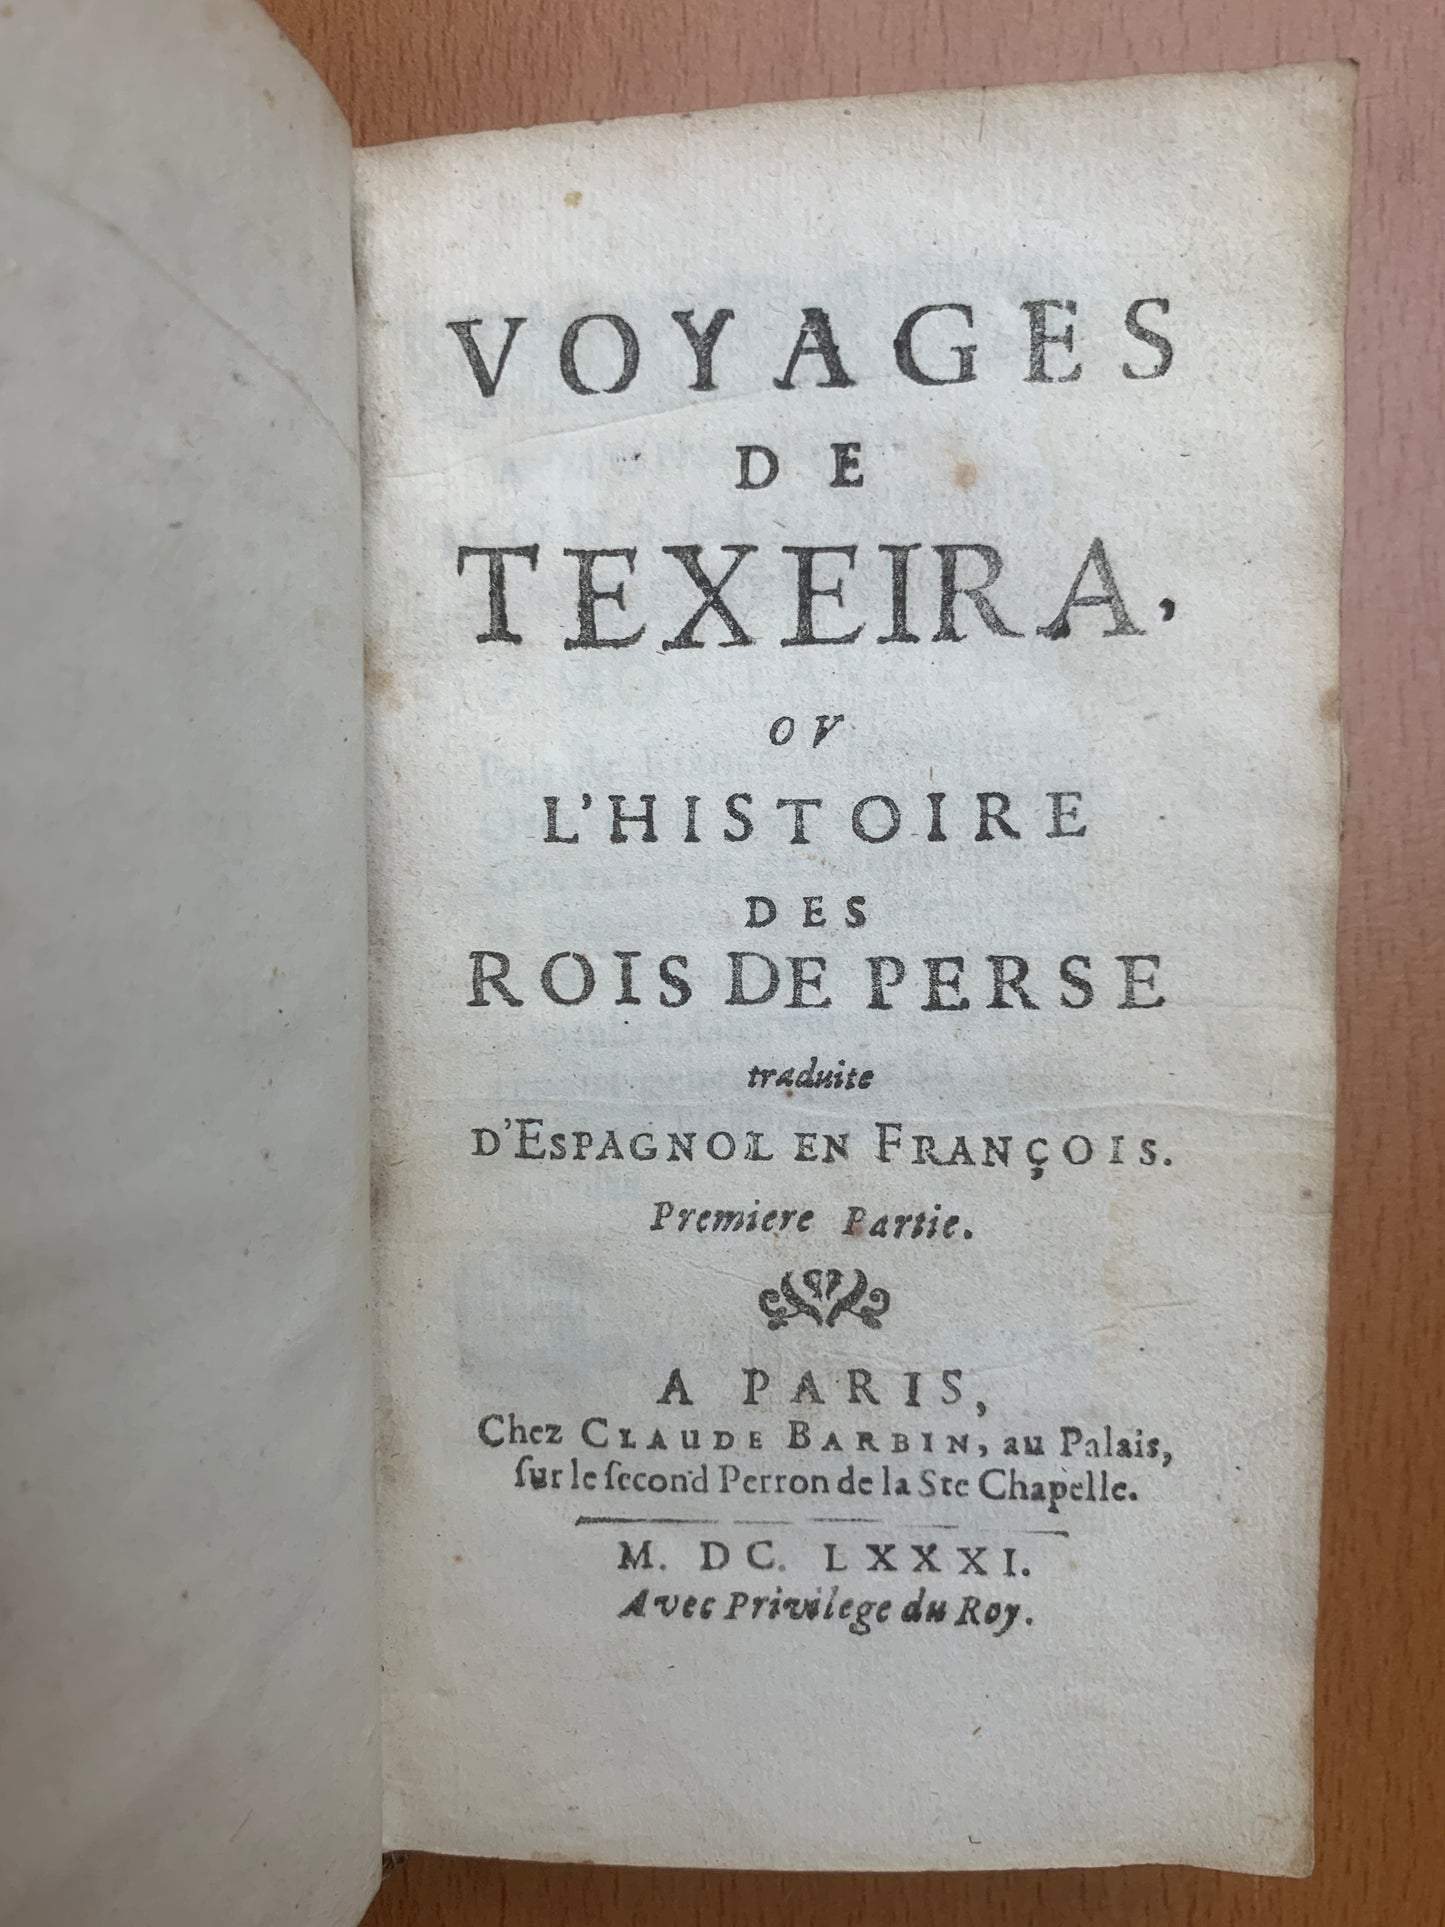 VOYAGES
DE
TEXEIRA,
OV
L'HISTOIRE
DES
ROIS DE PERSE
traduite
D'ESPAGNOL EN FRANÇOIS.
Premiere Partie.
A PARIS,
Chez CLAUDE BARBIN, au Palais,
ſur le ſecond Perron de la Ste Chapelle.
M. DC. LXXXI.
Avec Privilege du Roy.